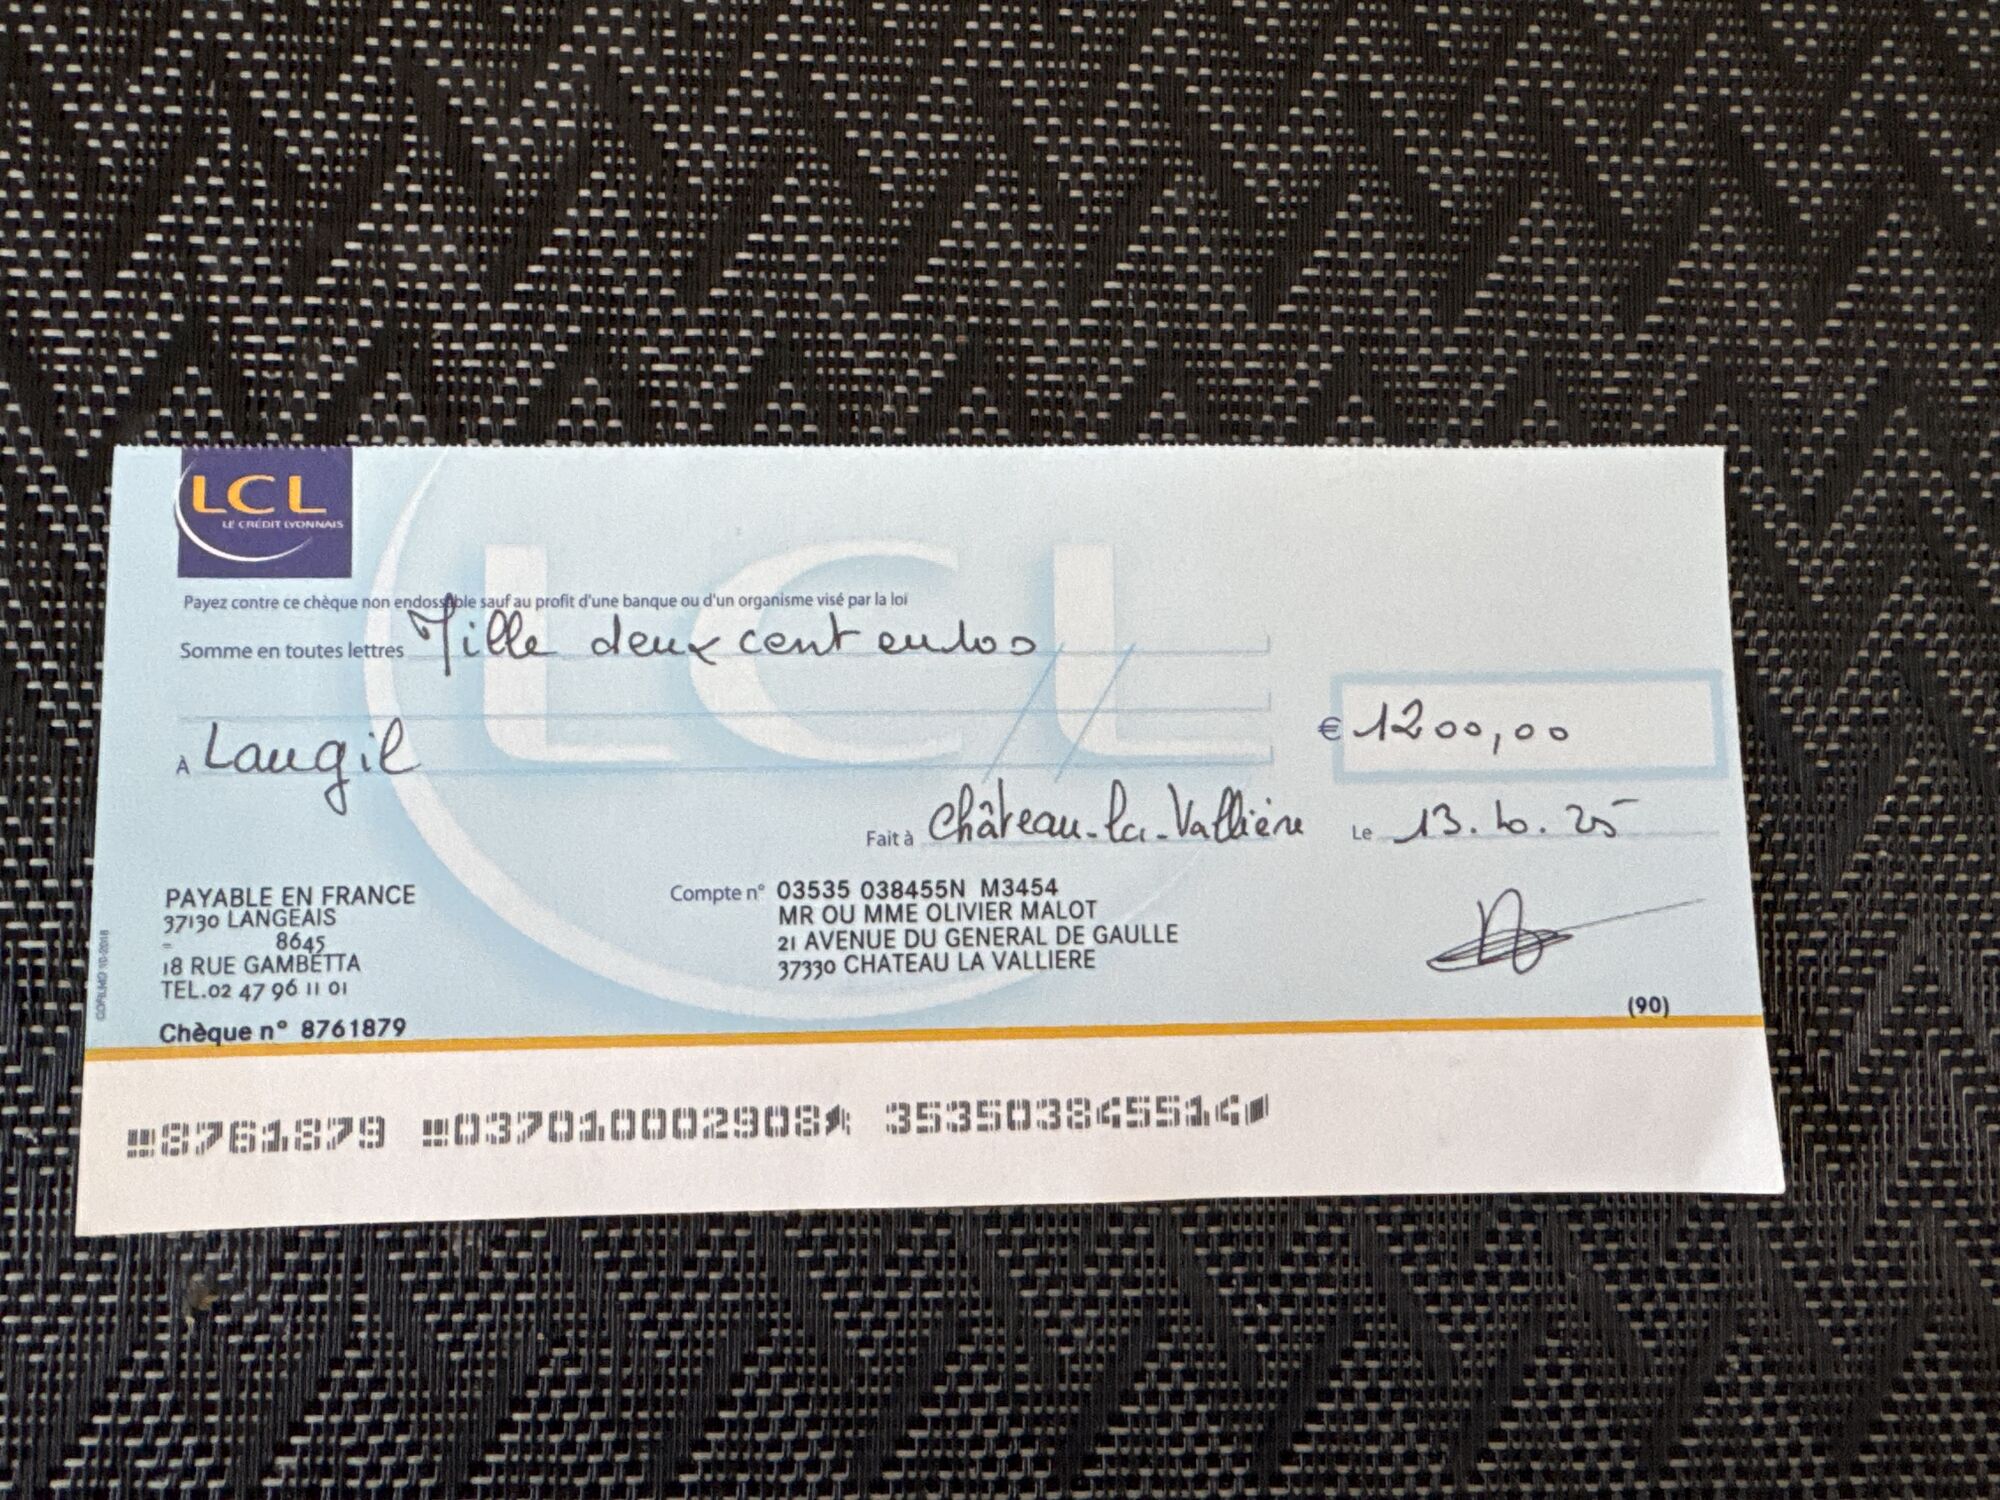 LCL
LE CRÉDIT LYONNAIS
LCL
Payez contre ce chèque non endossable sauf au profit d'une banque ou d'un organisme visé par la loi
Somme en toutes lettres Mille deux cent euros
€ 1200,00
À Laugil
Fait à Château-la-Vallière Le 13.10.25
PAYABLE EN FRANCE
37130 LANGEAIS
- 8645
18 RUE GAMBETTA
TEL.02 47 96 11 01
Chèque n° 8761879
Compte n° 03535 038455N M3454
MR OU MME OLIVIER MALOT
21 AVENUE DU GENERAL DE GAULLE
37330 CHATEAU LA VALLIERE
(90)
8761879 037010002908 353503845514